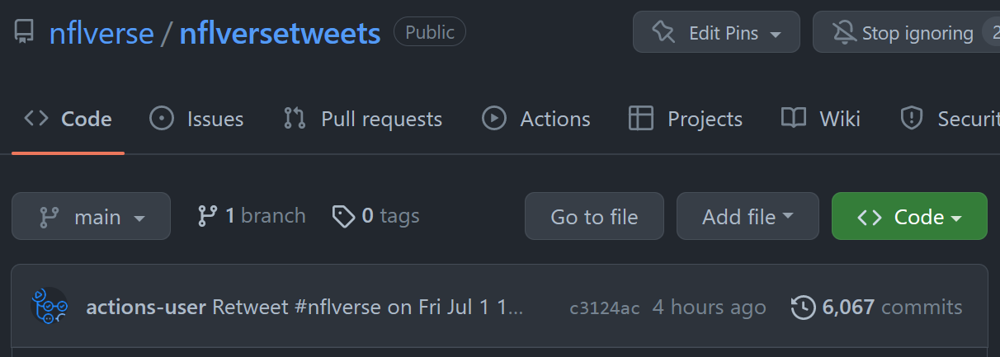 nflverse / nflversetweets Public Edit Pins Stop ignoring 2
Code Issues Pull requests Actions Projects Wiki Securit
main 1 branch 0 tags Go to file Add file Code
actions-user Retweet #nflverse on Fri Jul 1 1... c3124ac 4 hours ago 6,067 commits